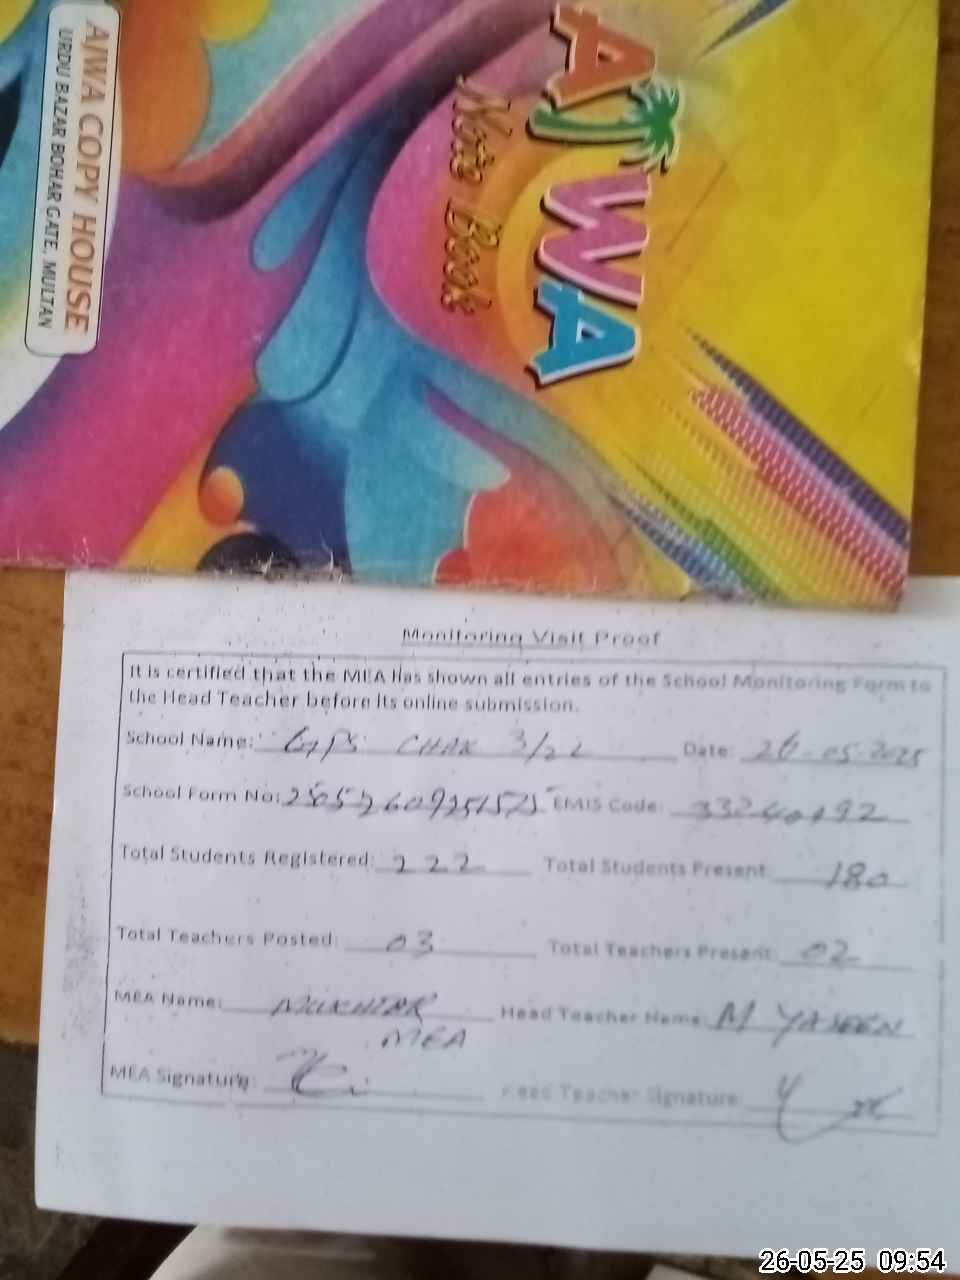 AIWA
Note Book
AIWA COPY HOUSE
URDU BAZAR BOHAR GATE, MULTAN
Monitoring Visit Proof
It is certified that the MEA has shown all entries of the School Monitoring Form to
the Head Teacher before its online submission.
School Name: GPS CHAK 3/22 Date: 26-05-2025
School Form No: EMIS Code:
Total Students Registered: 222 Total Students Present: 180
Total Teachers Posted: 03 Total Teachers Present: 02
MEA Name: MUKHTAR Head Teacher Name: M YASEEN
MEA
MEA Signature: Head Teacher Signature:
26-05-25 09:54